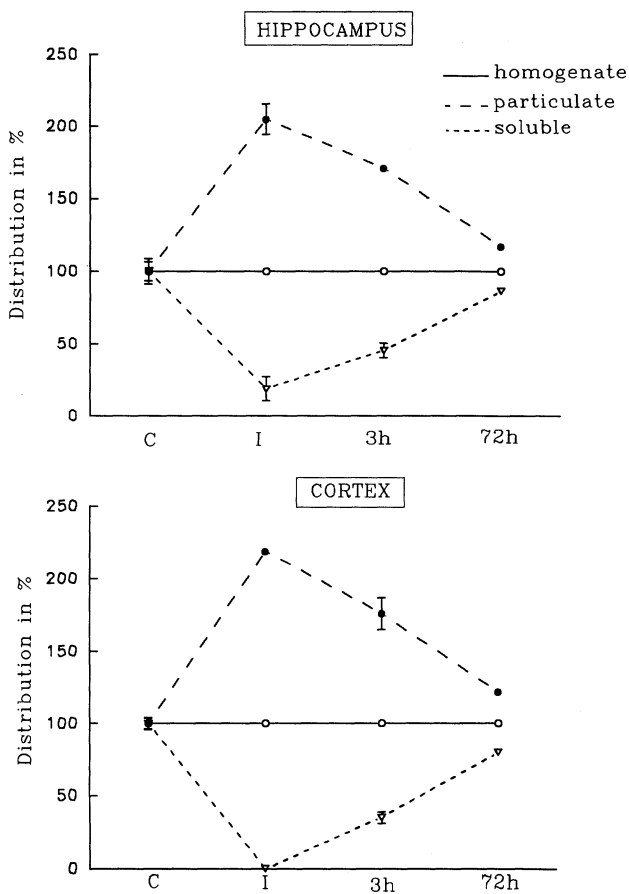 HIPPOCAMPUS
Distribution in %
250
200
150
100
50
0
homogenate
particulate
soluble
C I 3h 72h
CORTEX
Distribution in %
250
200
150
100
50
0
C I 3h 72h